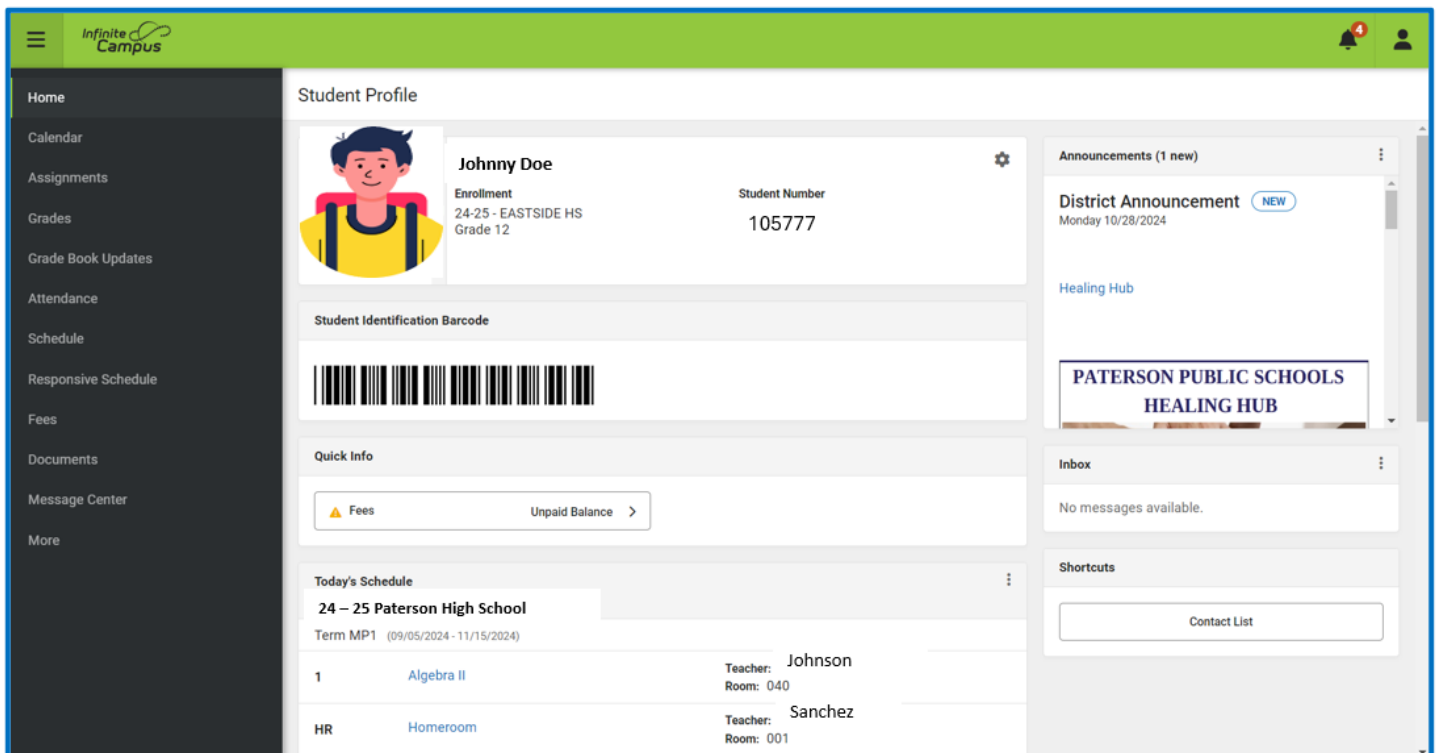 Infinite
Campus
4
Home
Calendar
Assignments
Grades
Grade Book Updates
Attendance
Schedule
Responsive Schedule
Fees
Documents
Message Center
More
Student Profile
Johnny Doe
Enrollment
24-25 - EASTSIDE HS
Grade 12
Student Number
105777
Student Identification Barcode
Quick Info
Fees Unpaid Balance
Today's Schedule
24 – 25 Paterson High School
Term MP1 (09/05/2024 - 11/15/2024)
1 Algebra II Teacher: Johnson
Room: 040
HR Homeroom Teacher: Sanchez
Room: 001
Announcements (1 new)
District Announcement NEW
Monday 10/28/2024
Healing Hub
PATERSON PUBLIC SCHOOLS
HEALING HUB
Inbox
No messages available.
Shortcuts
Contact List